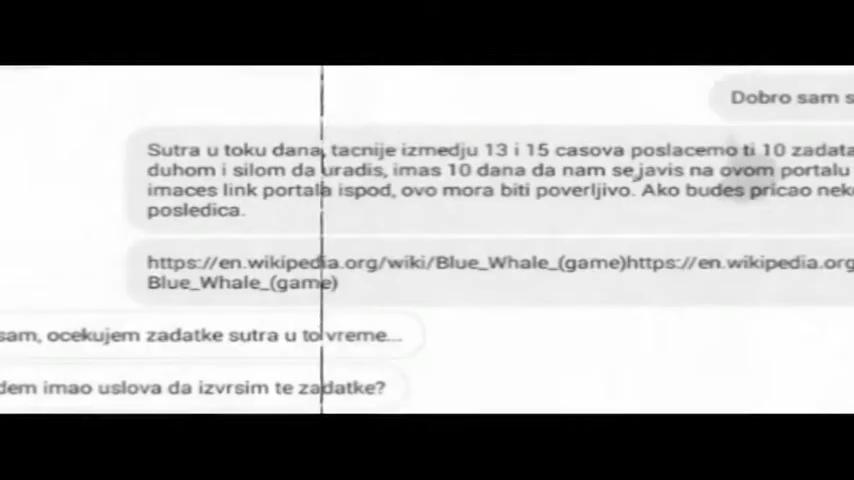 Dobro sam s
Sutra u toku dana, tacnije izmedju 13 i 15 casova poslacemo ti 10 zadata
duhom i silom da uradis, imas 10 dana da nam se javis na ovom portalu
imaces link portala ispod, ovo mora biti poverljivo. Ako budes pricao nek
posledica.
https://en.wikipedia.org/wiki/Blue_Whale_(game)https://en.wikipedia.org
Blue_Whale_(game)
sam, ocekujem zadatke sutra u to vreme...
dem imao uslova da izvrsim te zadatke?